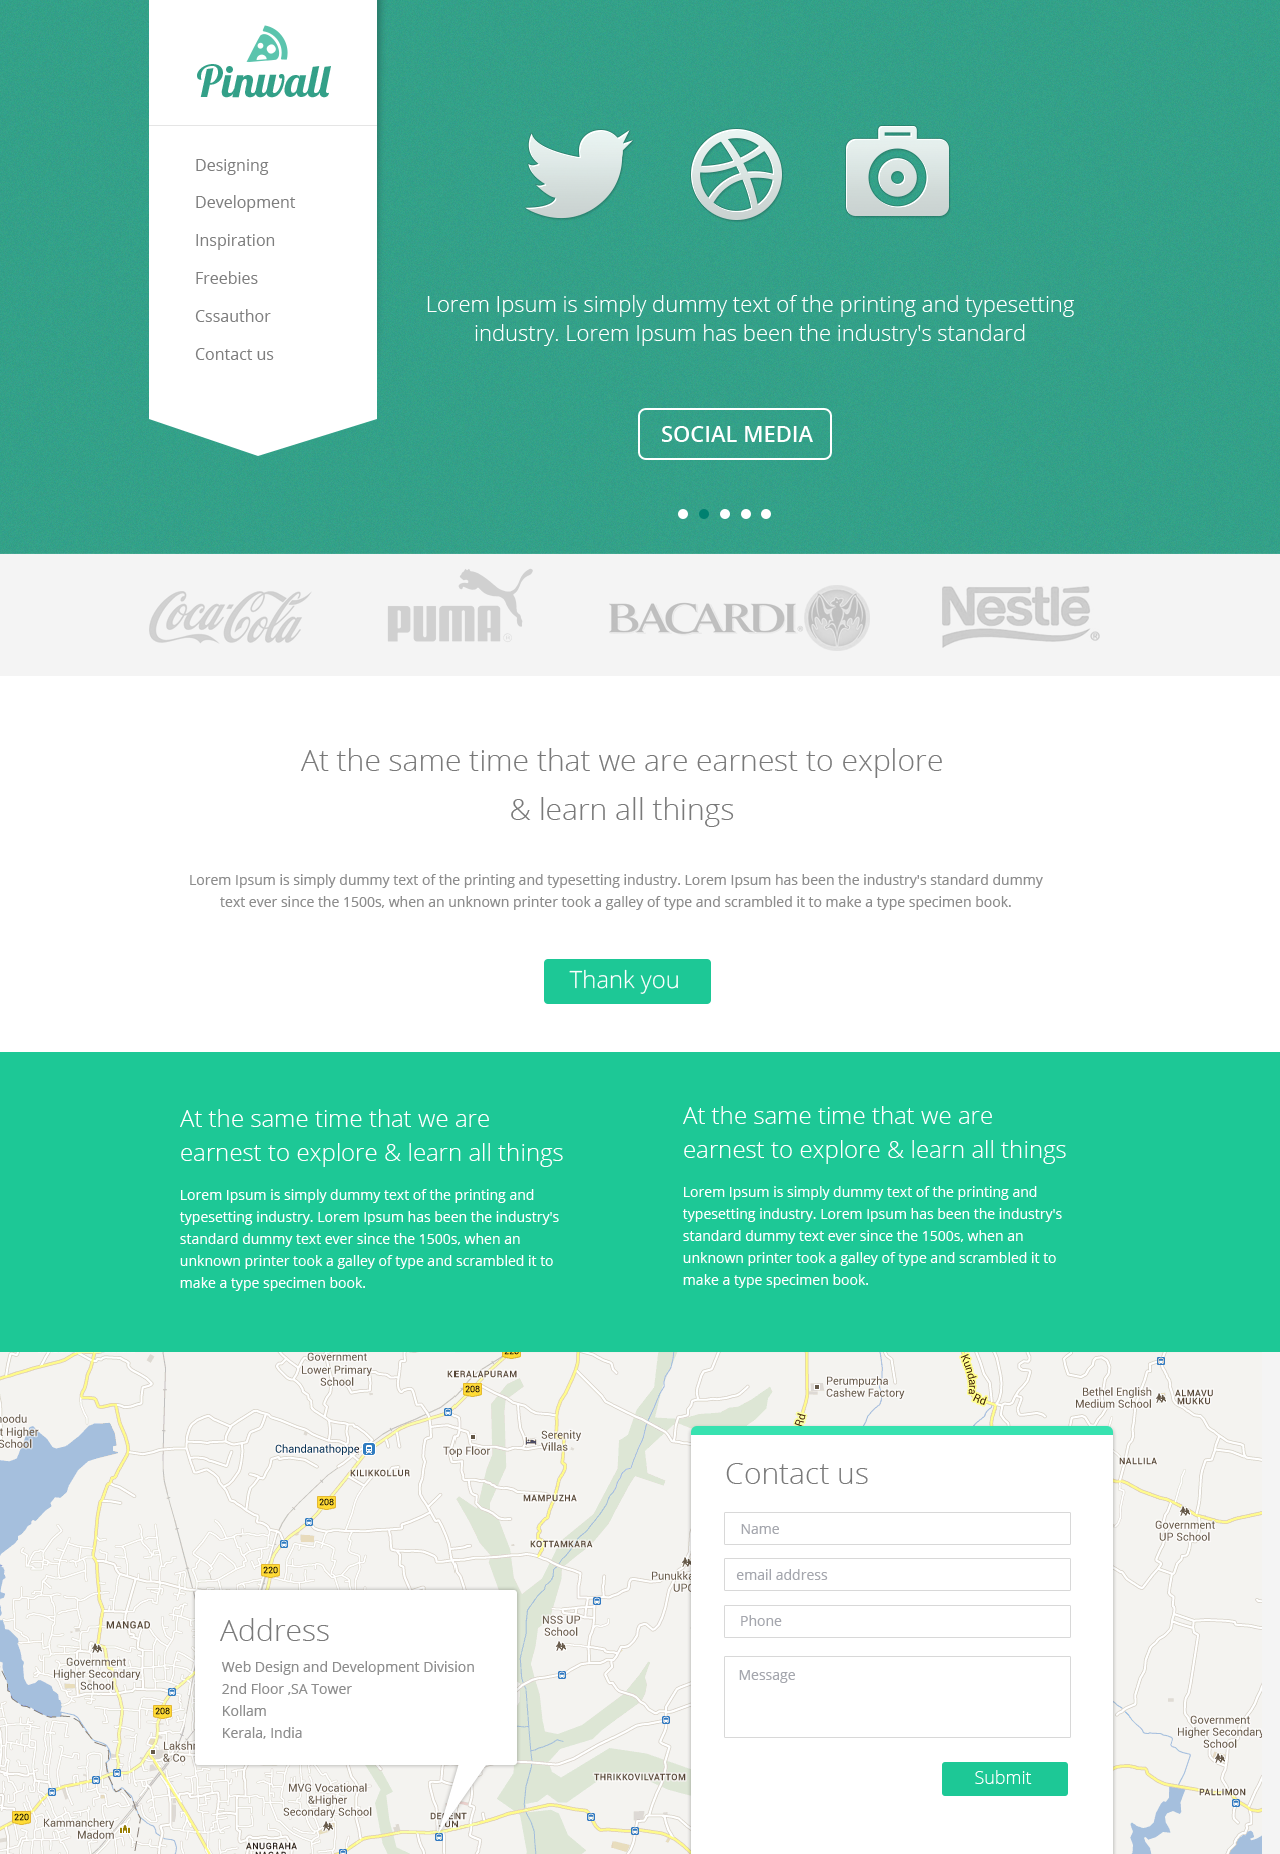 Pinwall
Designing
Development
Inspiration
Freebies
Cssauthor
Contact us
Lorem Ipsum is simply dummy text of the printing and typesetting
industry. Lorem Ipsum has been the industry's standard
SOCIAL MEDIA
Coca-Cola
PUMA®
BACARDI
Nestlé®
At the same time that we are earnest to explore
& learn all things
Lorem Ipsum is simply dummy text of the printing and typesetting industry. Lorem Ipsum has been the industry's standard dummy
text ever since the 1500s, when an unknown printer took a galley of type and scrambled it to make a type specimen book.
Thank you
At the same time that we are
earnest to explore & learn all things
Lorem Ipsum is simply dummy text of the printing and
typesetting industry. Lorem Ipsum has been the industry's
standard dummy text ever since the 1500s, when an
unknown printer took a galley of type and scrambled it to
make a type specimen book.
At the same time that we are
earnest to explore & learn all things
Lorem Ipsum is simply dummy text of the printing and
typesetting industry. Lorem Ipsum has been the industry's
standard dummy text ever since the 1500s, when an
unknown printer took a galley of type and scrambled it to
make a type specimen book.
Government
Lower Primary
School
KERALAPURAM
208
Perumpuzha
Cashew Factory
Kundara
Rd
Rd
Bethel English
Medium School
ALMAVU
MUKKU
noodu
t Higher
School
Chandanathoppe
Top Floor
Serenity
Villas
KILIKKOLLUR
NALLILA
208
MAMPUZHA
Government
UP School
KOTTAMKARA
220
Punukka
UPC
MANGAD
NSS UP
School
Government
Higher Secondary
School
208
Laksh
& Co
Address
Web Design and Development Division
2nd Floor ,SA Tower
Kollam
Kerala, India
Contact us
Name
email address
Phone
Message
Submit
Government
Higher Secondary
School
THRIKKOVILVATTOM
PALLIMON
MVG Vocational
&Higher
Secondary School
220
Kammanchery
Madom
ANUGRAHA
NAGAR